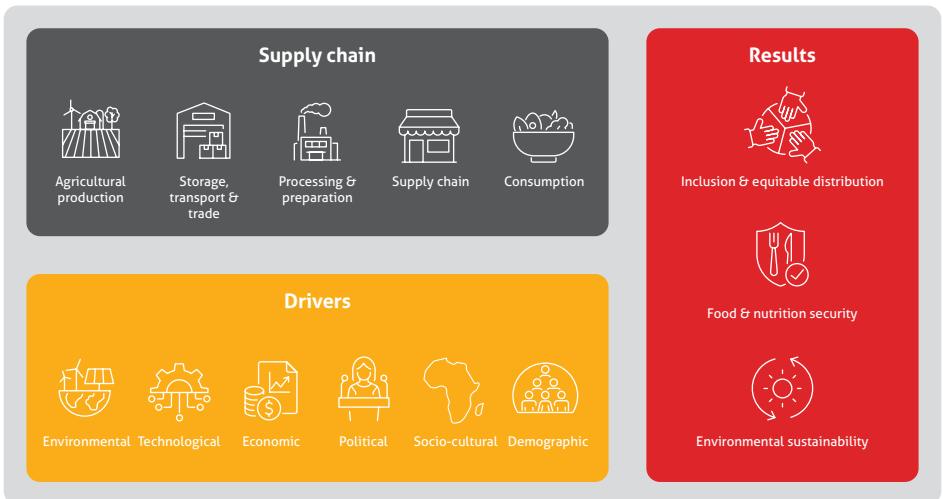 Supply chain
Agricultural
production
Storage,
transport &
trade
Processing &
preparation
Supply chain
Consumption
Drivers
Environmental
Technological
Economic
Political
Socio-cultural
Demographic
Results
Inclusion & equitable distribution
Food & nutrition security
Environmental sustainability